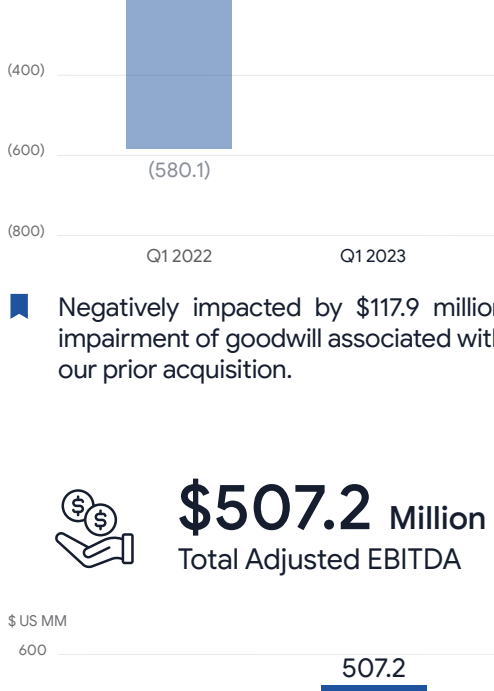 (400)
(600)
(580.1)
(800)
Q1 2022 Q1 2023
Negatively impacted by $117.9 million
impairment of goodwill associated with
our prior acquisition.
$507.2 Million
Total Adjusted EBITDA
$ US MM
600
507.2